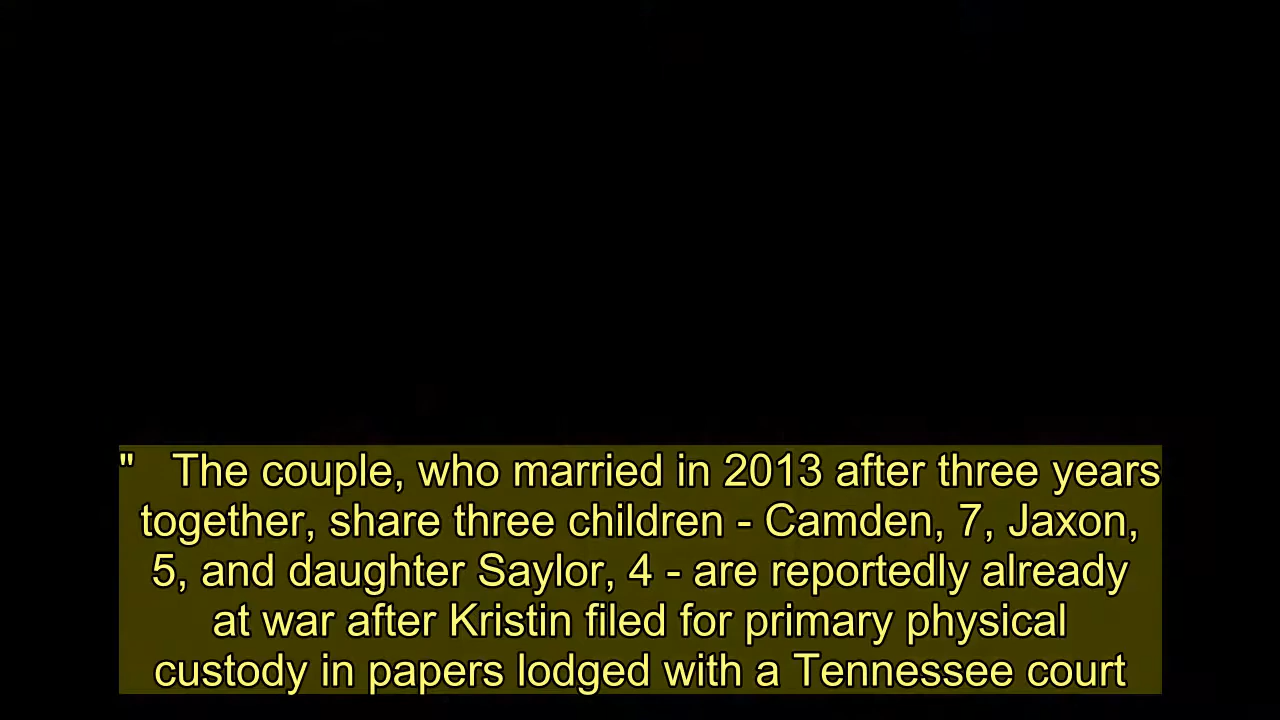 "   The couple, who married in 2013 after three years
together, share three children - Camden, 7, Jaxon,
5, and daughter Saylor, 4 - are reportedly already
at war after Kristin filed for primary physical
custody in papers lodged with a Tennessee court